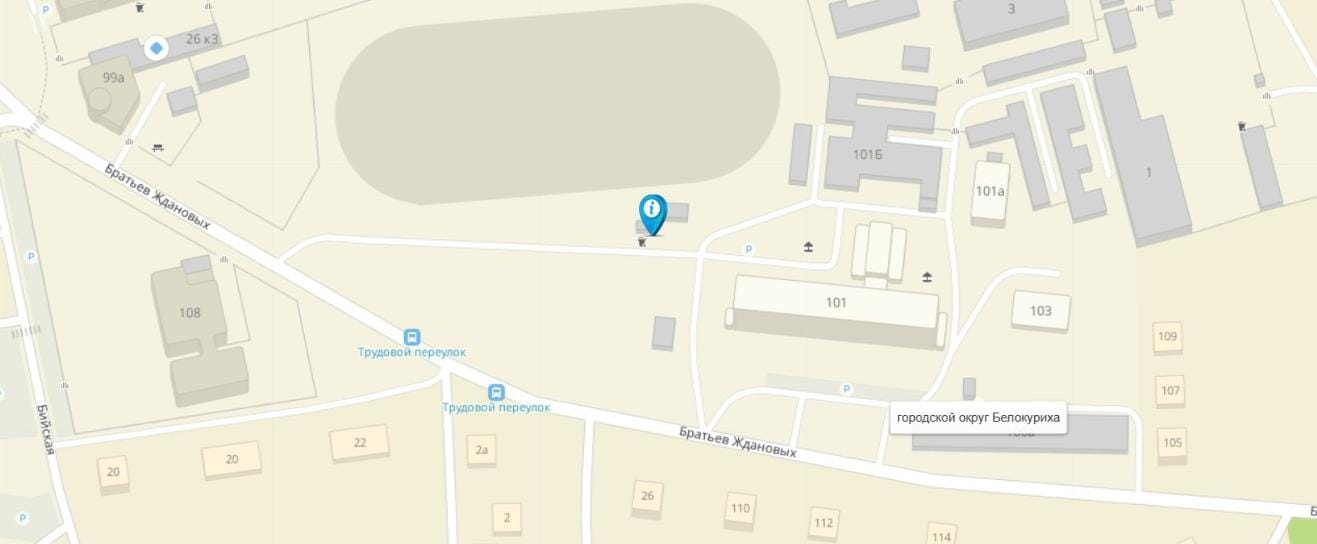 P
26 к3
3
99а
101Б
1
101а
Братьев Ждановых
i
P
P
101
103
108
109
Трудовой переулок
P
107
Трудовой переулок
городской округ Белокуриха
Бийская
Братьев Ждановых
105
22
2а
20
20
26
110
112
114
2
P
Б